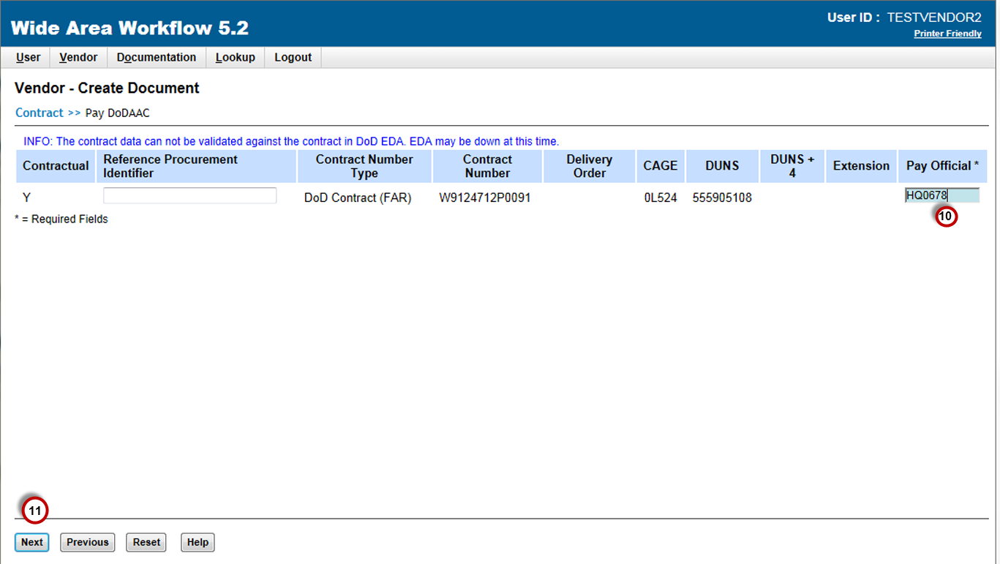 Wide Area Workflow 5.2
User ID : TESTVENDOR2
Printer Friendly
User Vendor Documentation Lookup Logout
Vendor - Create Document
Contract >> Pay DoDAAC
INFO: The contract data can not be validated against the contract in DoD EDA. EDA may be down at this time.
Contractual
Reference Procurement
Identifier
Contract Number
Type
Contract
Number
Delivery
Order
CAGE
DUNS
DUNS +
4
Extension
Pay Official *
Y DoD Contract (FAR) W9124712P0091 0L524 555905108 HQ0678
* = Required Fields
10
11
Next Previous Reset Help